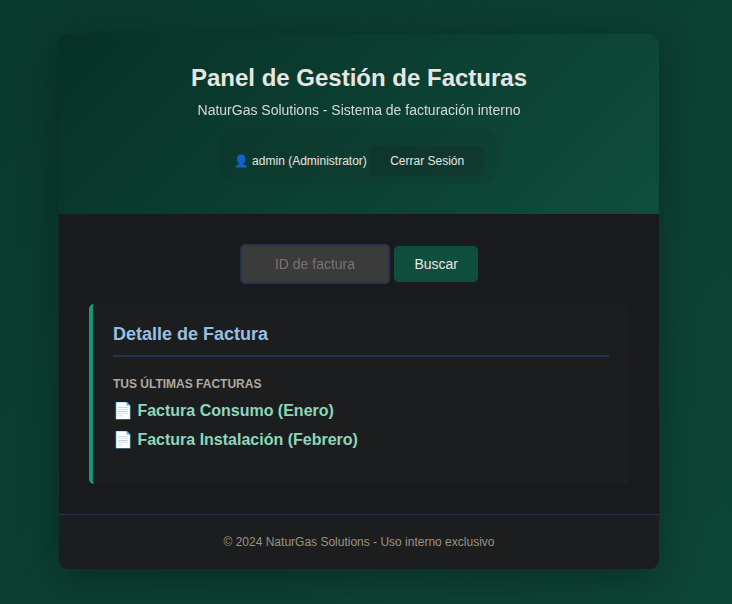 Panel de Gestión de Facturas
NaturGas Solutions - Sistema de facturación interno
👤 admin (Administrator) Cerrar Sesión
ID de factura Buscar
Detalle de Factura
TUS ÚLTIMAS FACTURAS
📄 Factura Consumo (Enero)
📄 Factura Instalación (Febrero)
© 2024 NaturGas Solutions - Uso interno exclusivo